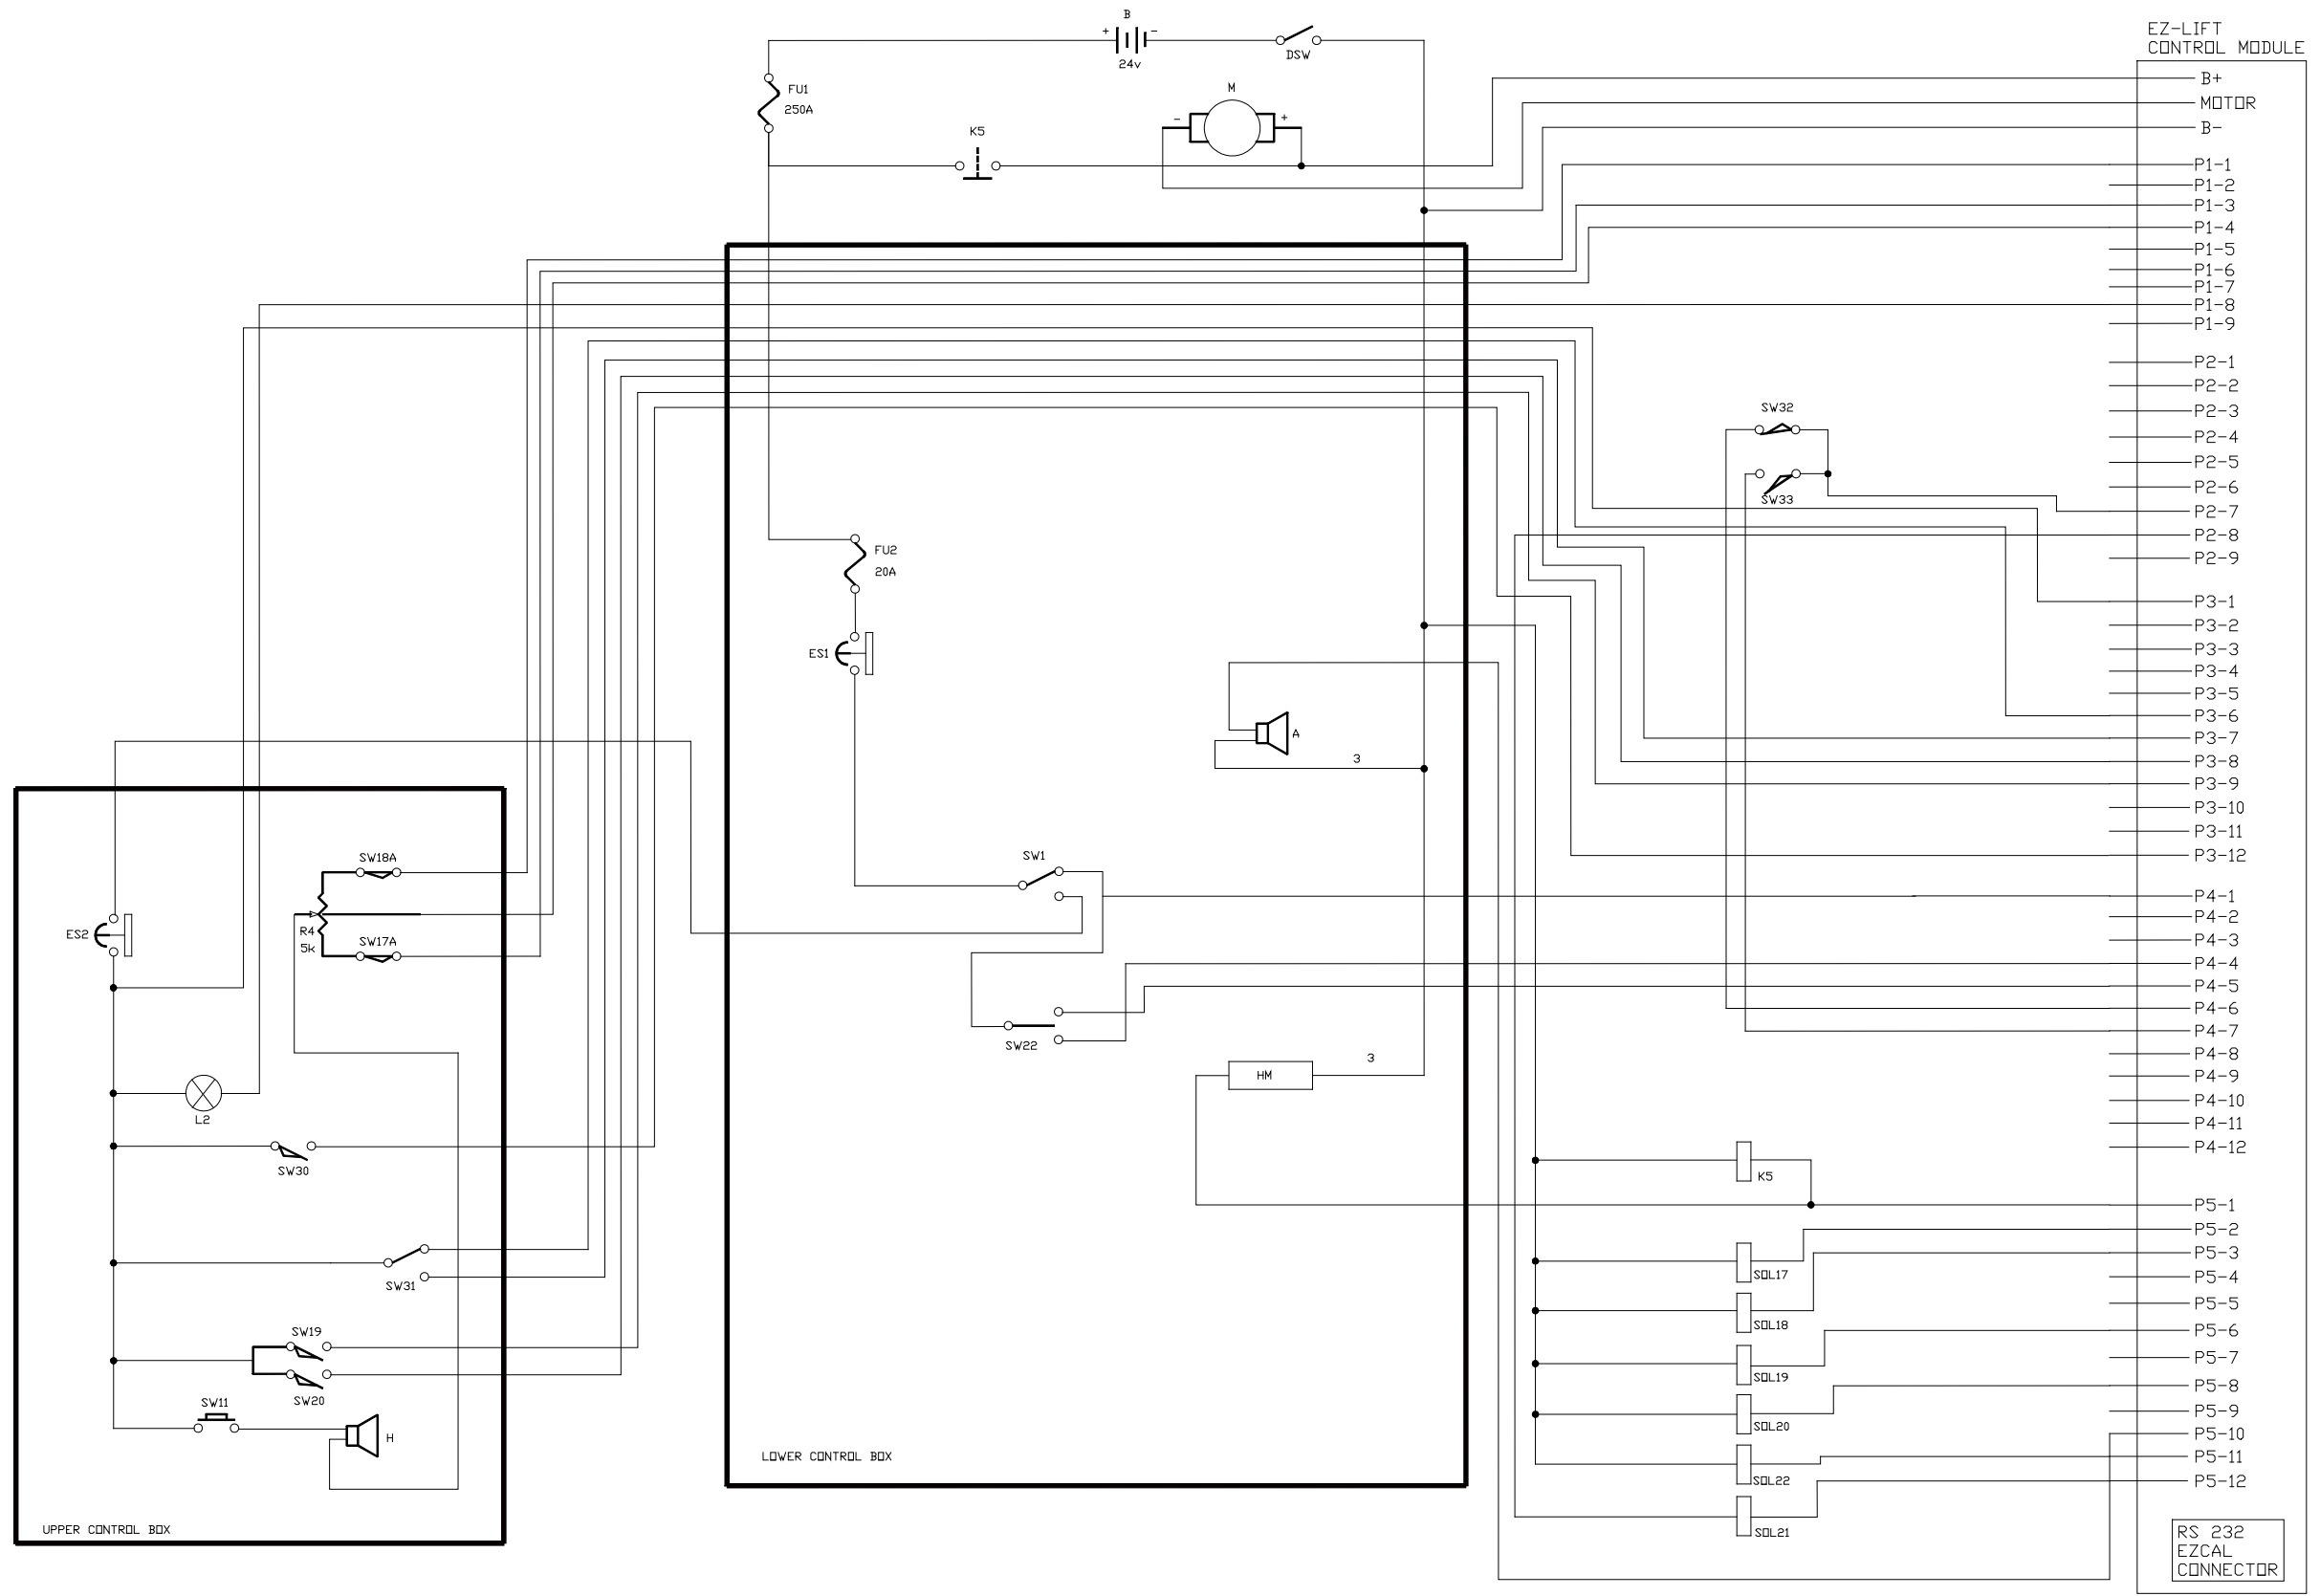 B
+
-
24v
DSW
EZ-LIFT
CONTROL MODULE
FU1
250A
K5
M
-
+
B+
MOTOR
B-
P1-1
P1-2
P1-3
P1-4
P1-5
P1-6
P1-7
P1-8
P1-9
P2-1
P2-2
P2-3
P2-4
P2-5
P2-6
P2-7
P2-8
P2-9
SW32
SW33
P3-1
P3-2
P3-3
P3-4
P3-5
P3-6
P3-7
P3-8
P3-9
P3-10
P3-11
P3-12
FU2
20A
ES1
A
3
SW1
SW22
HM
3
LOWER CONTROL BOX
SW18A
R4
5k
SW17A
ES2
L2
SW30
SW31
SW19
SW20
SW11
H
UPPER CONTROL BOX
P4-1
P4-2
P4-3
P4-4
P4-5
P4-6
P4-7
P4-8
P4-9
P4-10
P4-11
P4-12
K5
SOL17
SOL18
SOL19
SOL20
SOL22
SOL21
P5-1
P5-2
P5-3
P5-4
P5-5
P5-6
P5-7
P5-8
P5-9
P5-10
P5-11
P5-12
RS 232
EZCAL
CONNECTOR